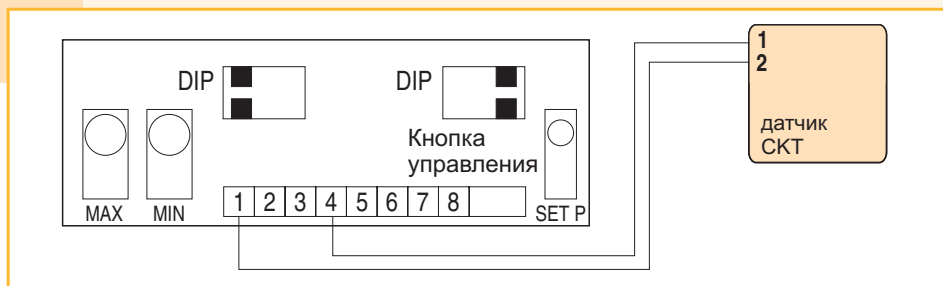 DIP
DIP
Кнопка
управления
1 2 3 4 5 6 7 8
MAX
MIN
SET P
1
2
датчик
СКТ